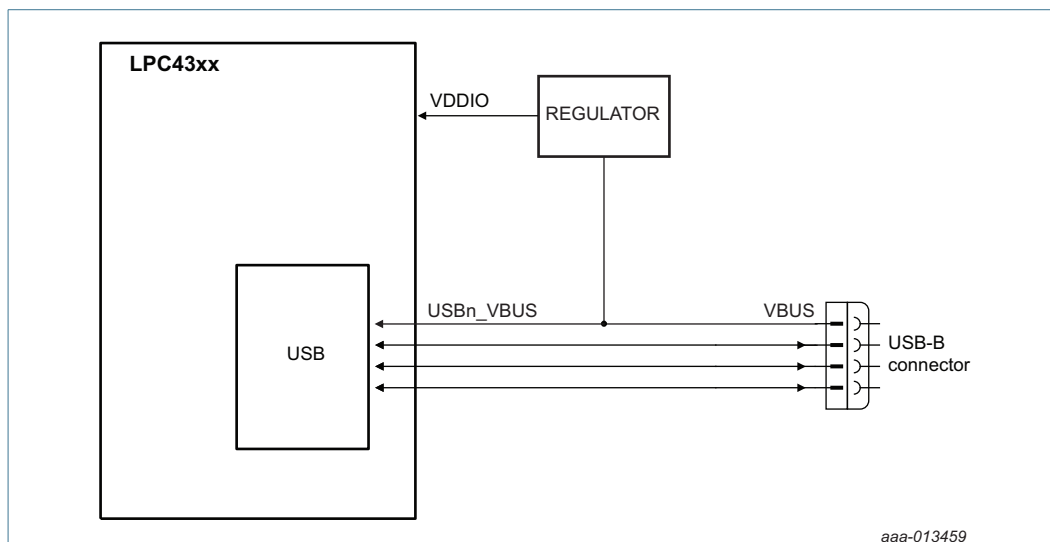 LPC43xx
VDDIO
REGULATOR
USBn_VBUS
VBUS
USB
USB-B
connector
aaa-013459